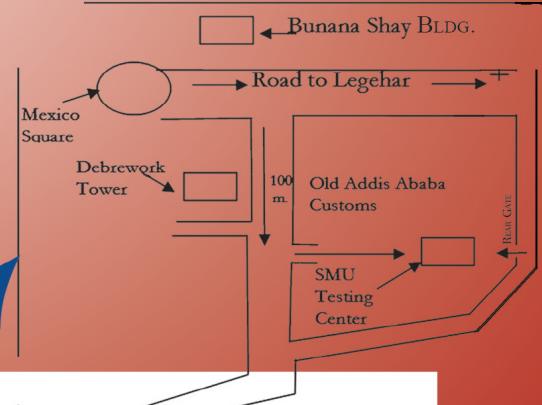 Bunana Shay BLDG.
Road to Legehar
Mexico
Square
Debrework
Tower
100
m.
Old Addis Ababa
Customs
REAR GATE
SMU
Testing
Center